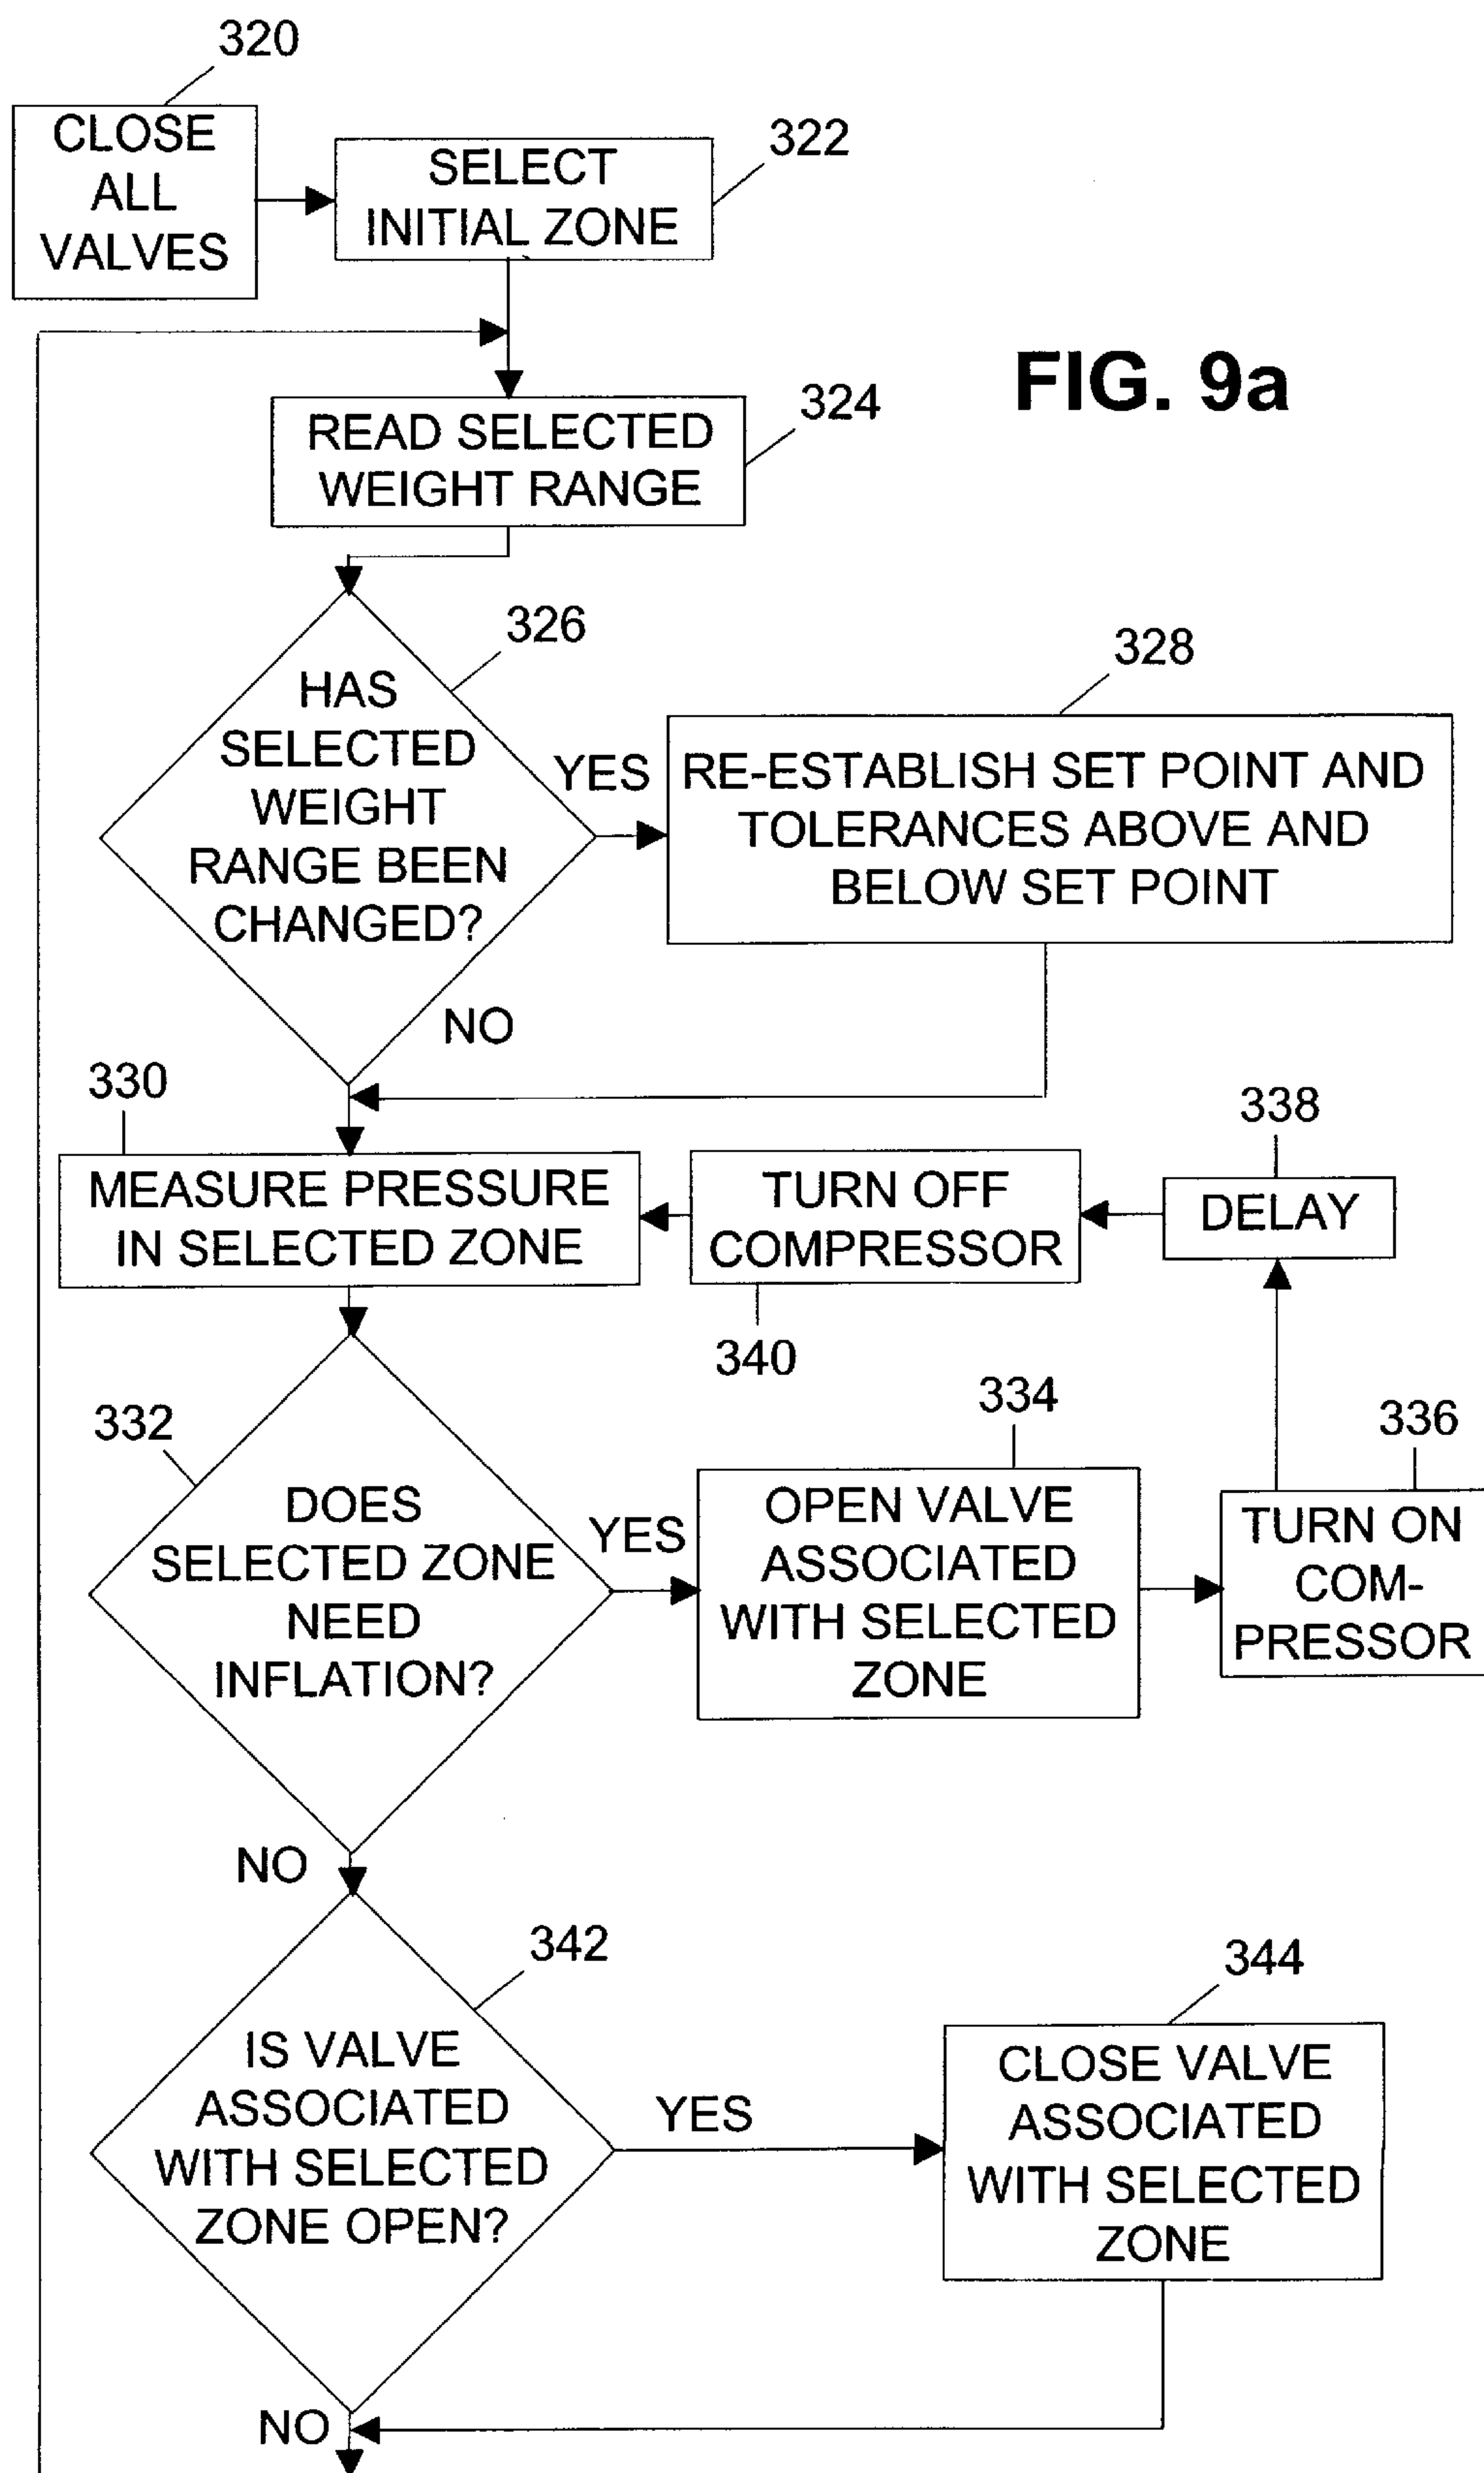 320
CLOSE
ALL
VALVES
322
SELECT
INITIAL ZONE
FIG. 9a
324
READ SELECTED
WEIGHT RANGE
326
HAS
SELECTED
WEIGHT
RANGE BEEN
CHANGED?
YES
NO
328
RE-ESTABLISH SET POINT AND
TOLERANCES ABOVE AND
BELOW SET POINT
330
MEASURE PRESSURE
IN SELECTED ZONE
340
TURN OFF
COMPRESSOR
338
DELAY
332
DOES
SELECTED ZONE
NEED
INFLATION?
YES
NO
334
OPEN VALVE
ASSOCIATED
WITH SELECTED
ZONE
336
TURN ON
COM-
PRESSOR
342
IS VALVE
ASSOCIATED
WITH SELECTED
ZONE OPEN?
YES
NO
344
CLOSE VALVE
ASSOCIATED
WITH SELECTED
ZONE